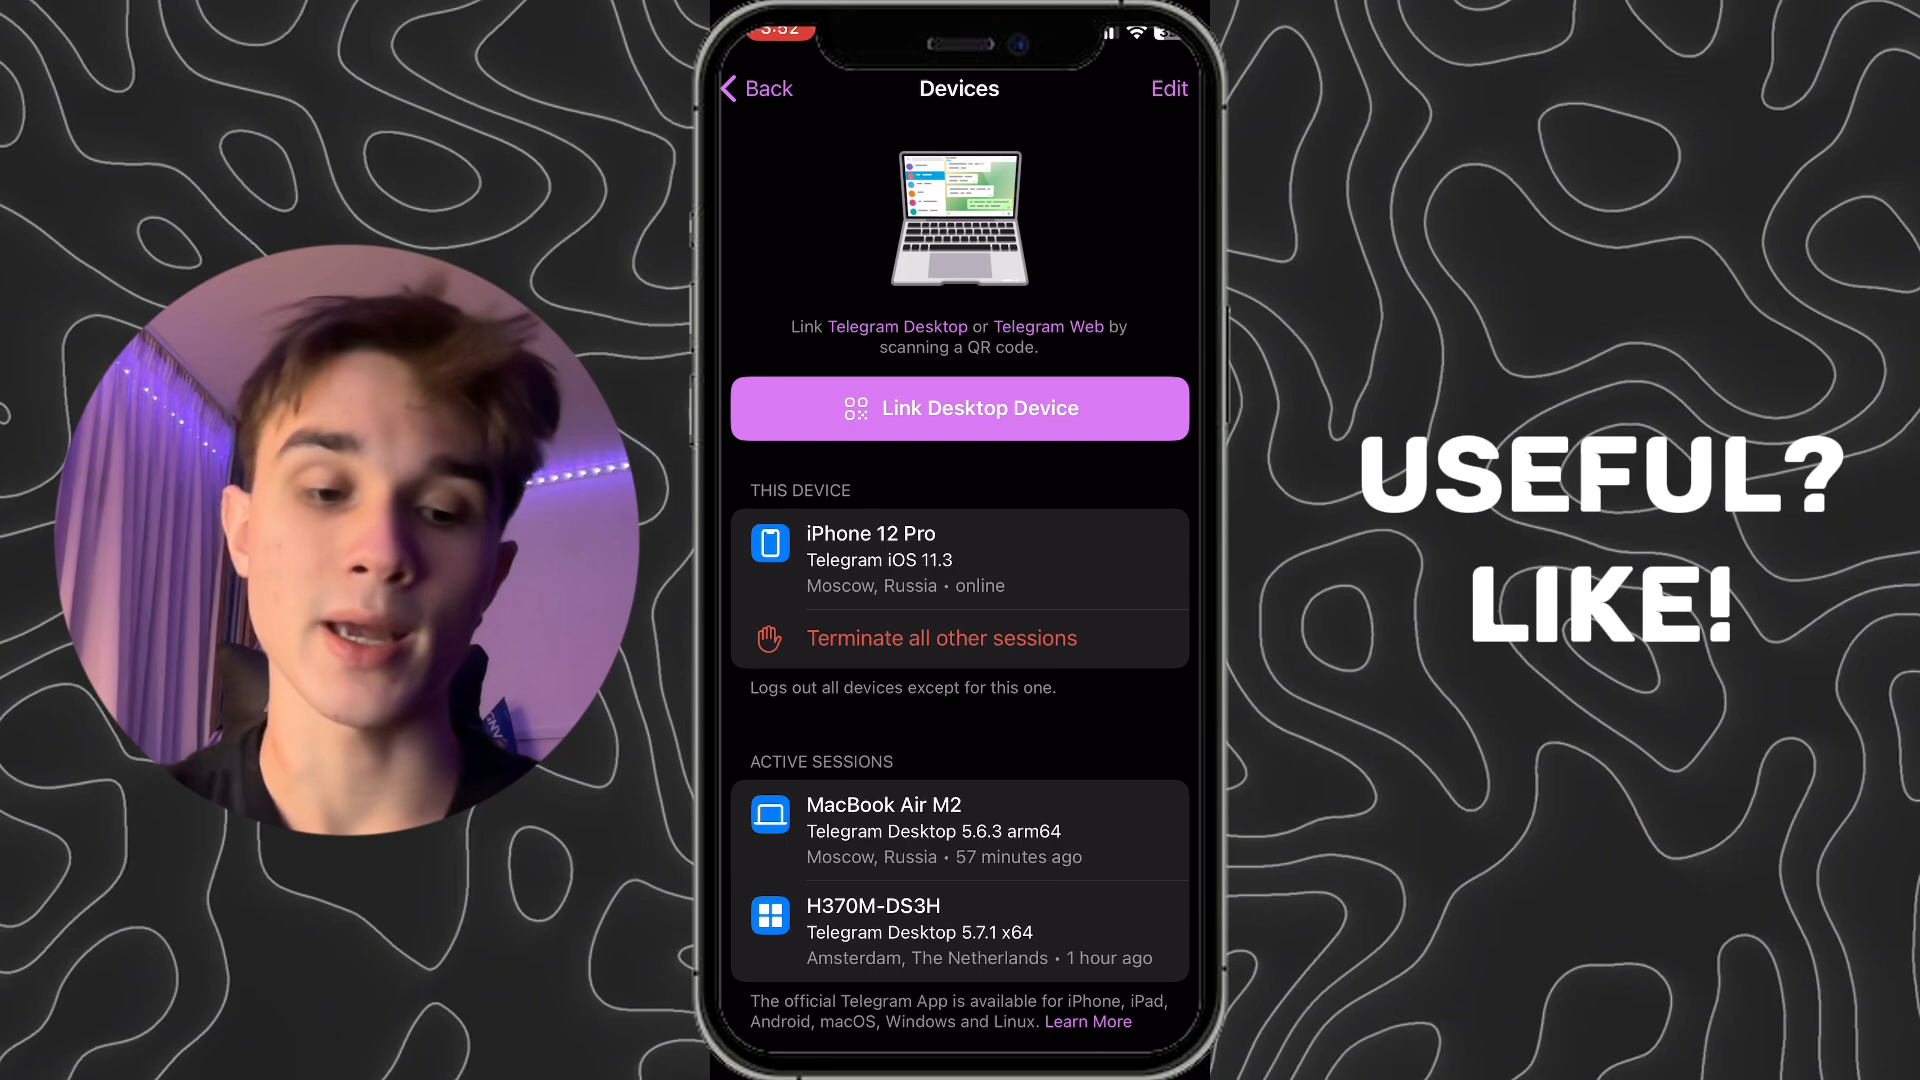 3:52
Back
Devices
Edit
Link Telegram Desktop or Telegram Web by
scanning a QR code.
Link Desktop Device
THIS DEVICE
iPhone 12 Pro
Telegram iOS 11.3
Moscow, Russia • online
Terminate all other sessions
Logs out all devices except for this one.
ACTIVE SESSIONS
MacBook Air M2
Telegram Desktop 5.6.3 arm64
Moscow, Russia • 57 minutes ago
H370M-DS3H
Telegram Desktop 5.7.1 x64
Amsterdam, The Netherlands • 1 hour ago
The official Telegram App is available for iPhone, iPad,
Android, macOS, Windows and Linux. Learn More
USEFUL?
LIKE!